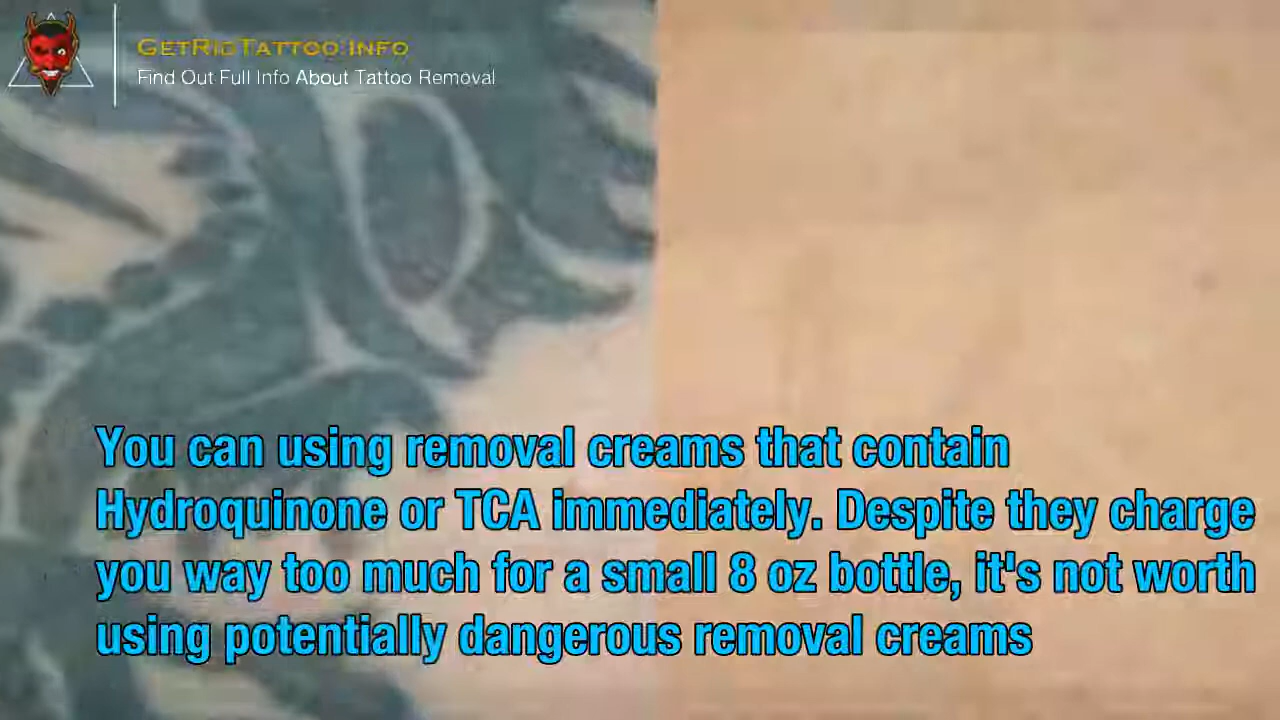 GetRidTattoo.Info
Find Out Full Info About Tattoo Removal
You can using removal creams that contain
Hydroquinone or TCA immediately. Despite they charge
you way too much for a small 8 oz bottle, it's not worth
using potentially dangerous removal creams